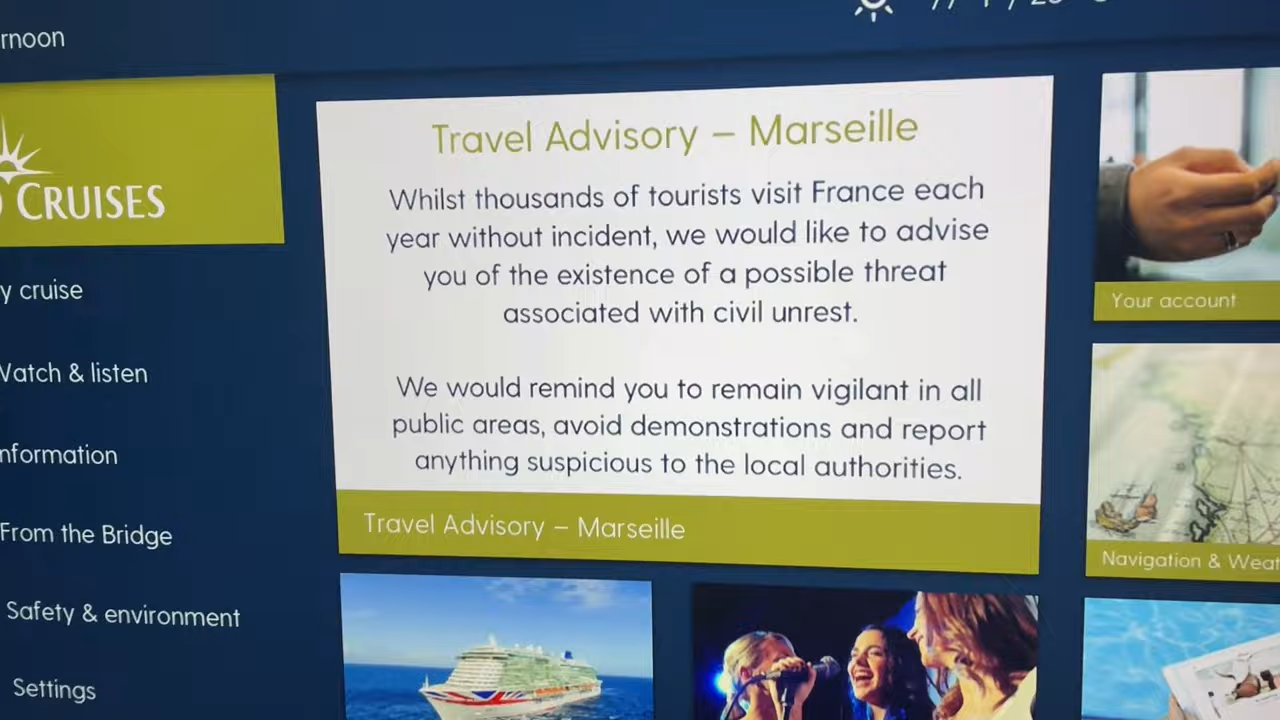 rnoon
CRUISES
y cruise
Watch & listen
nformation
From the Bridge
Safety & environment
Settings
Travel Advisory – Marseille
Whilst thousands of tourists visit France each
year without incident, we would like to advise
you of the existence of a possible threat
associated with civil unrest.
We would remind you to remain vigilant in all
public areas, avoid demonstrations and report
anything suspicious to the local authorities.
Travel Advisory – Marseille
Your account
Navigation & Weat